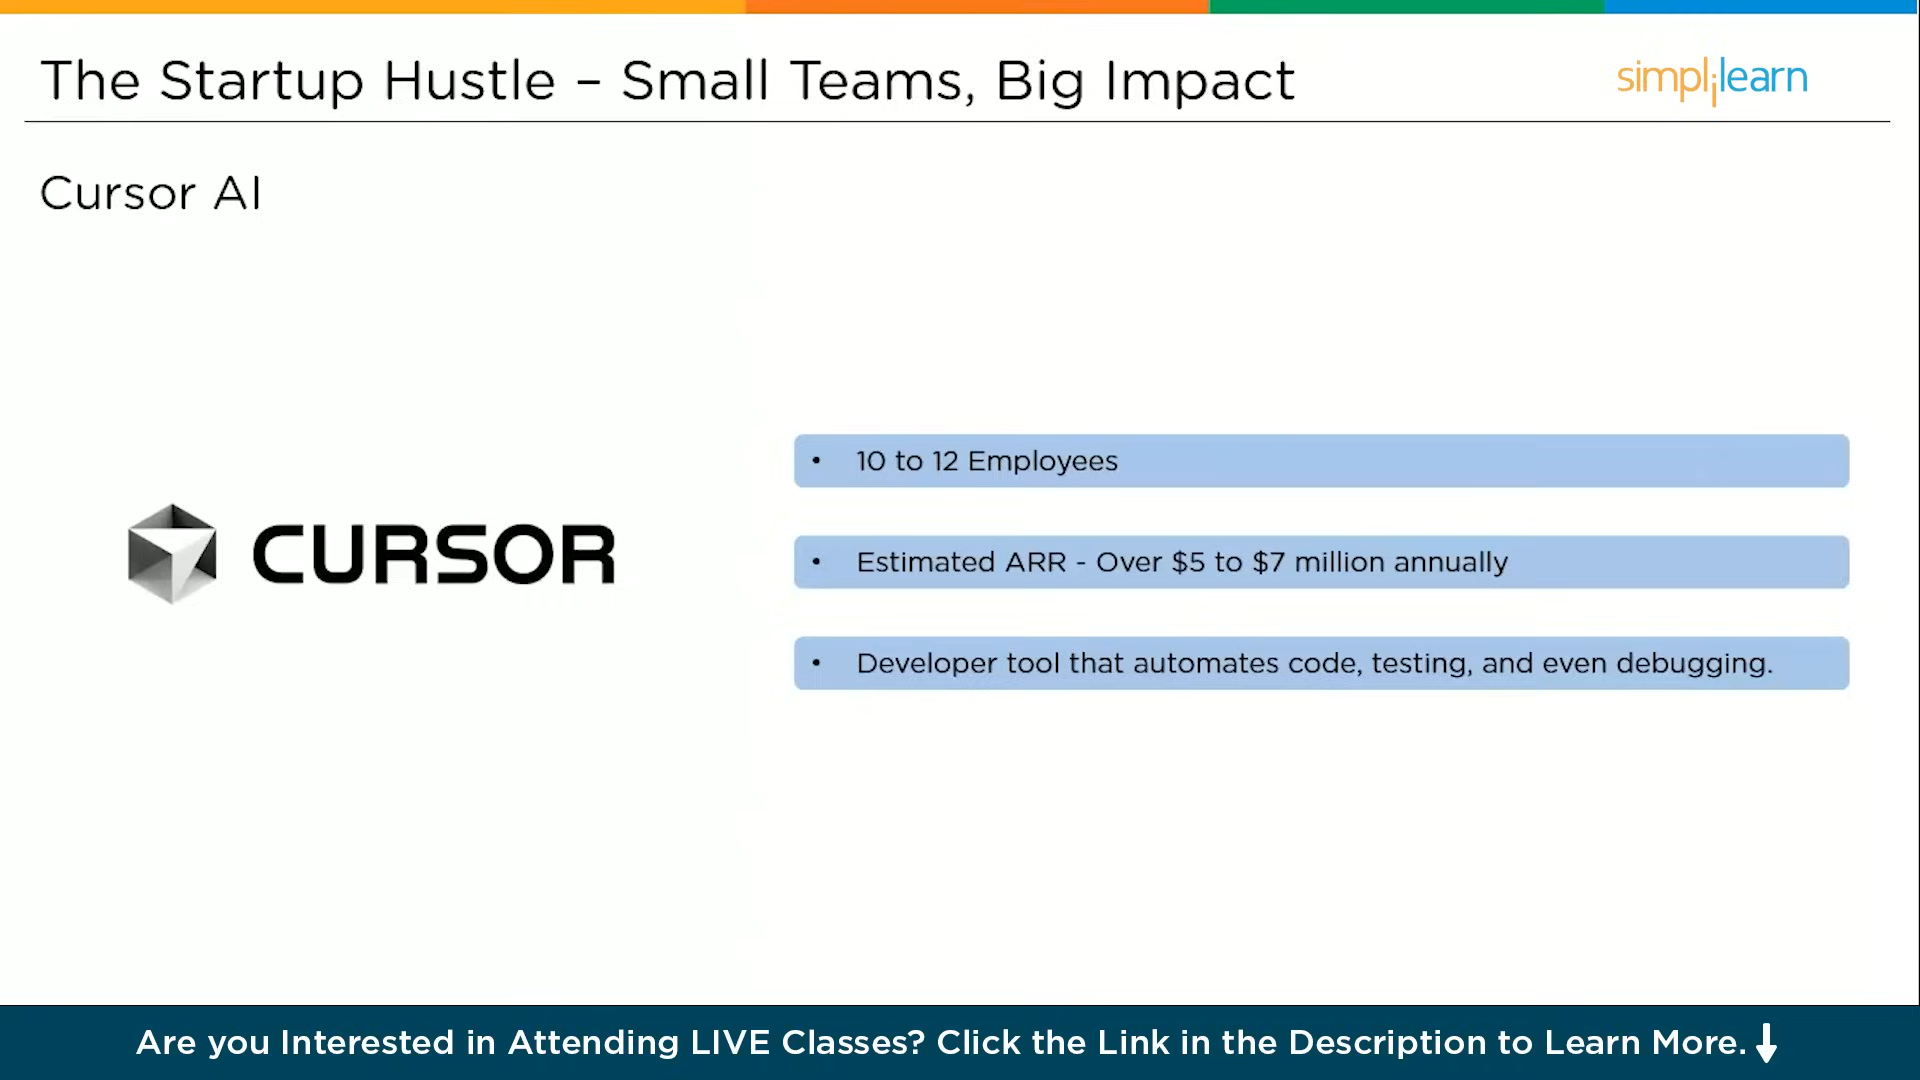 The Startup Hustle – Small Teams, Big Impact
simplilearn
Cursor AI
CURSOR
• 10 to 12 Employees
• Estimated ARR - Over $5 to $7 million annually
• Developer tool that automates code, testing, and even debugging.
Are you Interested in Attending LIVE Classes? Click the Link in the Description to Learn More.